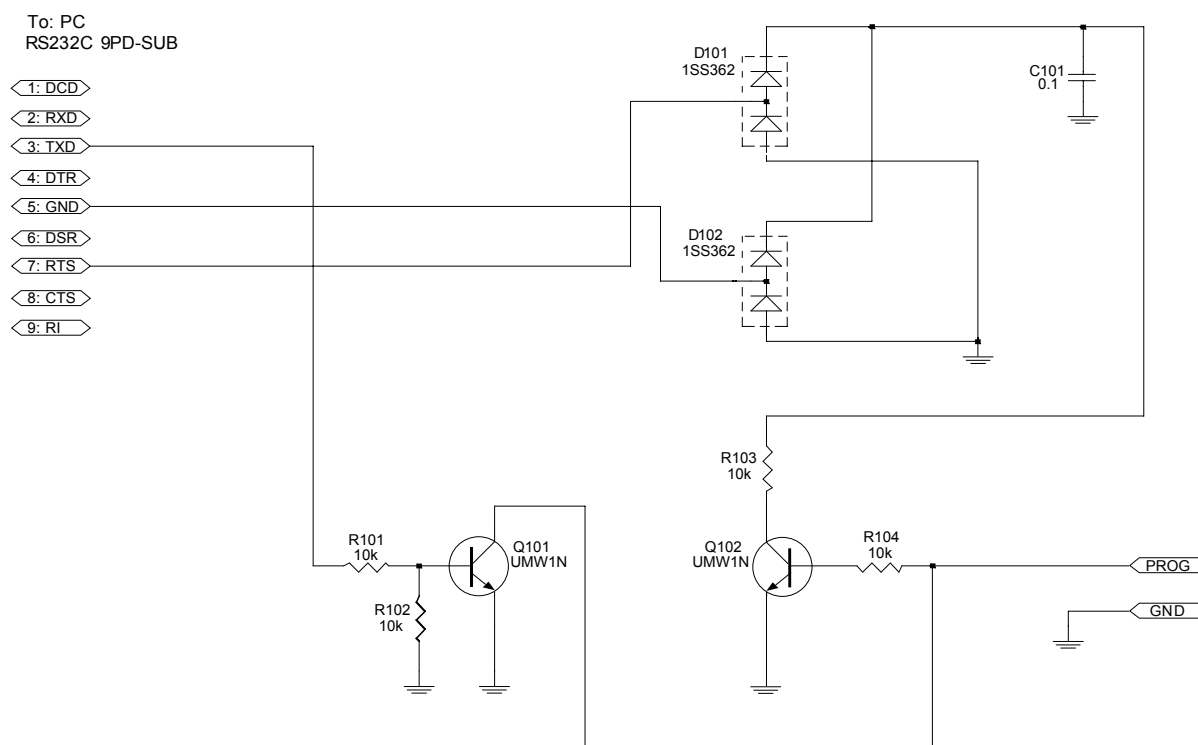 To: PC
RS232C 9PD-SUB
1: DCD
2: RXD
3: TXD
4: DTR
5: GND
6: DSR
7: RTS
8: CTS
9: RI
D101
1SS362
C101
0.1
D102
1SS362
R103
10k
R101
10k
Q101
UMW1N
R102
10k
Q102
UMW1N
R104
10k
PROG
GND